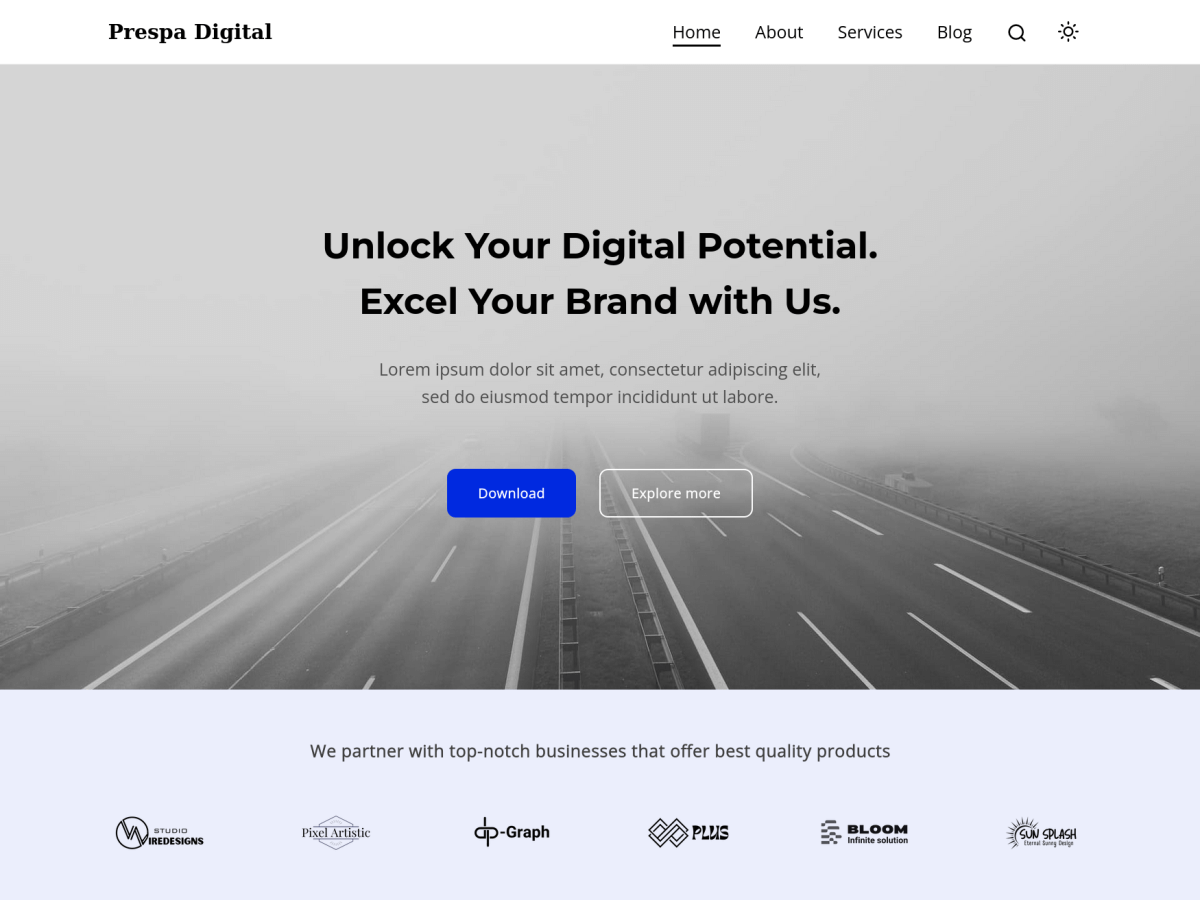 Prespa Digital
Home About Services Blog
Unlock Your Digital Potential.
Excel Your Brand with Us.
Lorem ipsum dolor sit amet, consectetur adipiscing elit,
sed do eiusmod tempor incididunt ut labore.
Download
Explore more
We partner with top-notch businesses that offer best quality products
STUDIO
WIREDESIGNS
Pixel Artistic
dp-Graph
PLUS
BLOOM
Infinite solution
SUN SPLASH
Eternal Sunny Design